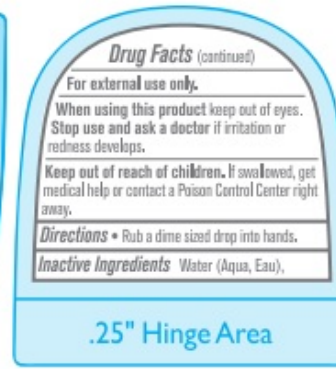 Drug Facts (continued)
For external use only.
When using this product keep out of eyes.
Stop use and ask a doctor if irritation or
redness develops.
Keep out of reach of children. If swallowed, get
medical help or contact a Poison Control Center right
away.
Directions • Rub a dime sized drop into hands.
Inactive Ingredients Water (Aqua, Eau),
.25" Hinge Area